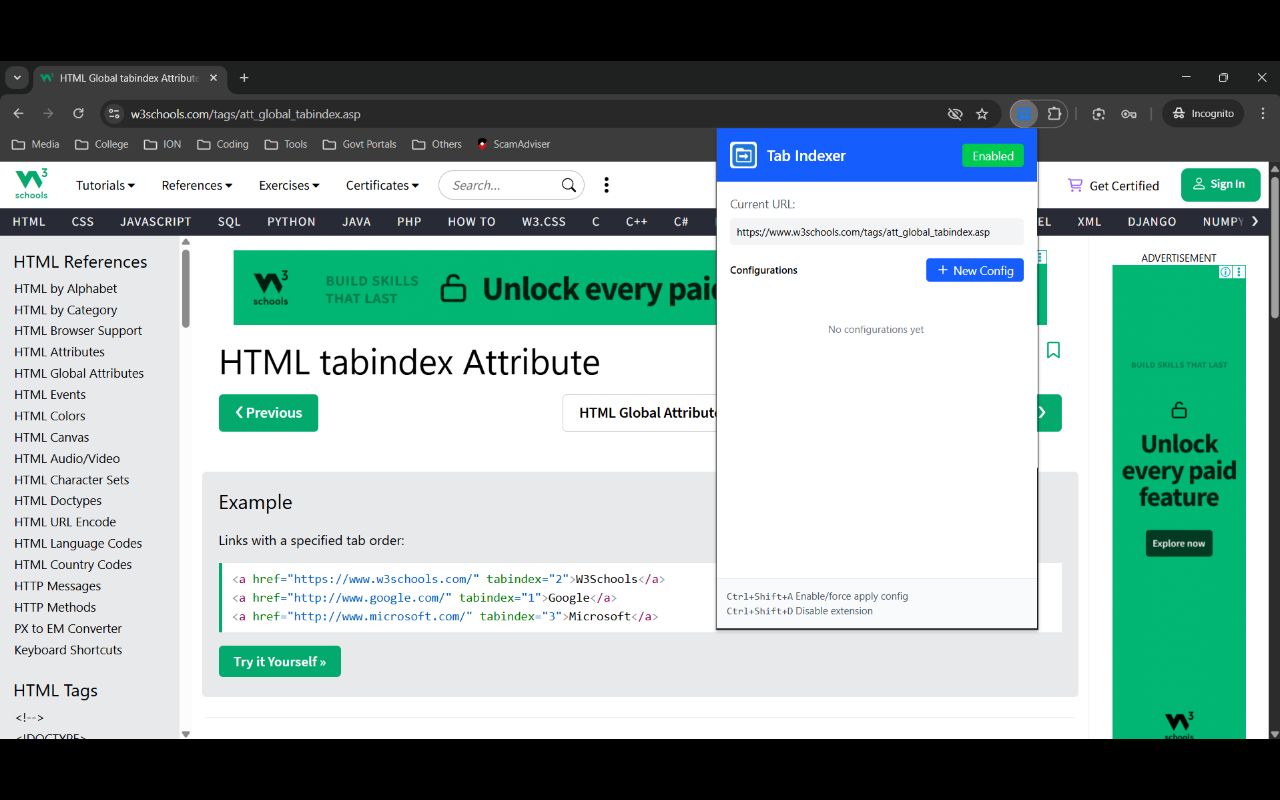 HTML Global tabindex Attribute
w3schools.com/tags/att_global_tabindex.asp
Incognito
Media College ION Coding Tools Govt Portals Others ScamAdviser
W3 schools
Tutorials References Exercises Certificates Search... Get Certified Sign In
HTML CSS JAVASCRIPT SQL PYTHON JAVA PHP HOW TO W3.CSS C C++ C# EL XML DJANGO NUMPY
Tab Indexer
Enabled
Current URL:
https://www.w3schools.com/tags/att_global_tabindex.asp
Configurations
+ New Config
No configurations yet
Ctrl+Shift+A Enable/force apply config
Ctrl+Shift+D Disable extension
HTML References
HTML by Alphabet
HTML by Category
HTML Browser Support
HTML Attributes
HTML Global Attributes
HTML Events
HTML Colors
HTML Canvas
HTML Audio/Video
HTML Character Sets
HTML Doctypes
HTML URL Encode
HTML Language Codes
HTML Country Codes
HTTP Messages
HTTP Methods
PX to EM Converter
Keyboard Shortcuts
HTML Tags
<!-->
<!DOCTYPE>
W3 schools
BUILD SKILLS
THAT LAST
Unlock every paid
HTML tabindex Attribute
❮ Previous
HTML Global Attribute
❯
Example
Links with a specified tab order:
<a href="https://www.w3schools.com/" tabindex="2">W3Schools</a>
<a href="http://www.google.com/" tabindex="1">Google</a>
<a href="http://www.microsoft.com/" tabindex="3">Microsoft</a>
Try it Yourself »
ADVERTISEMENT
BUILD SKILLS THAT LAST
Unlock
every paid
feature
Explore now
W3
schools